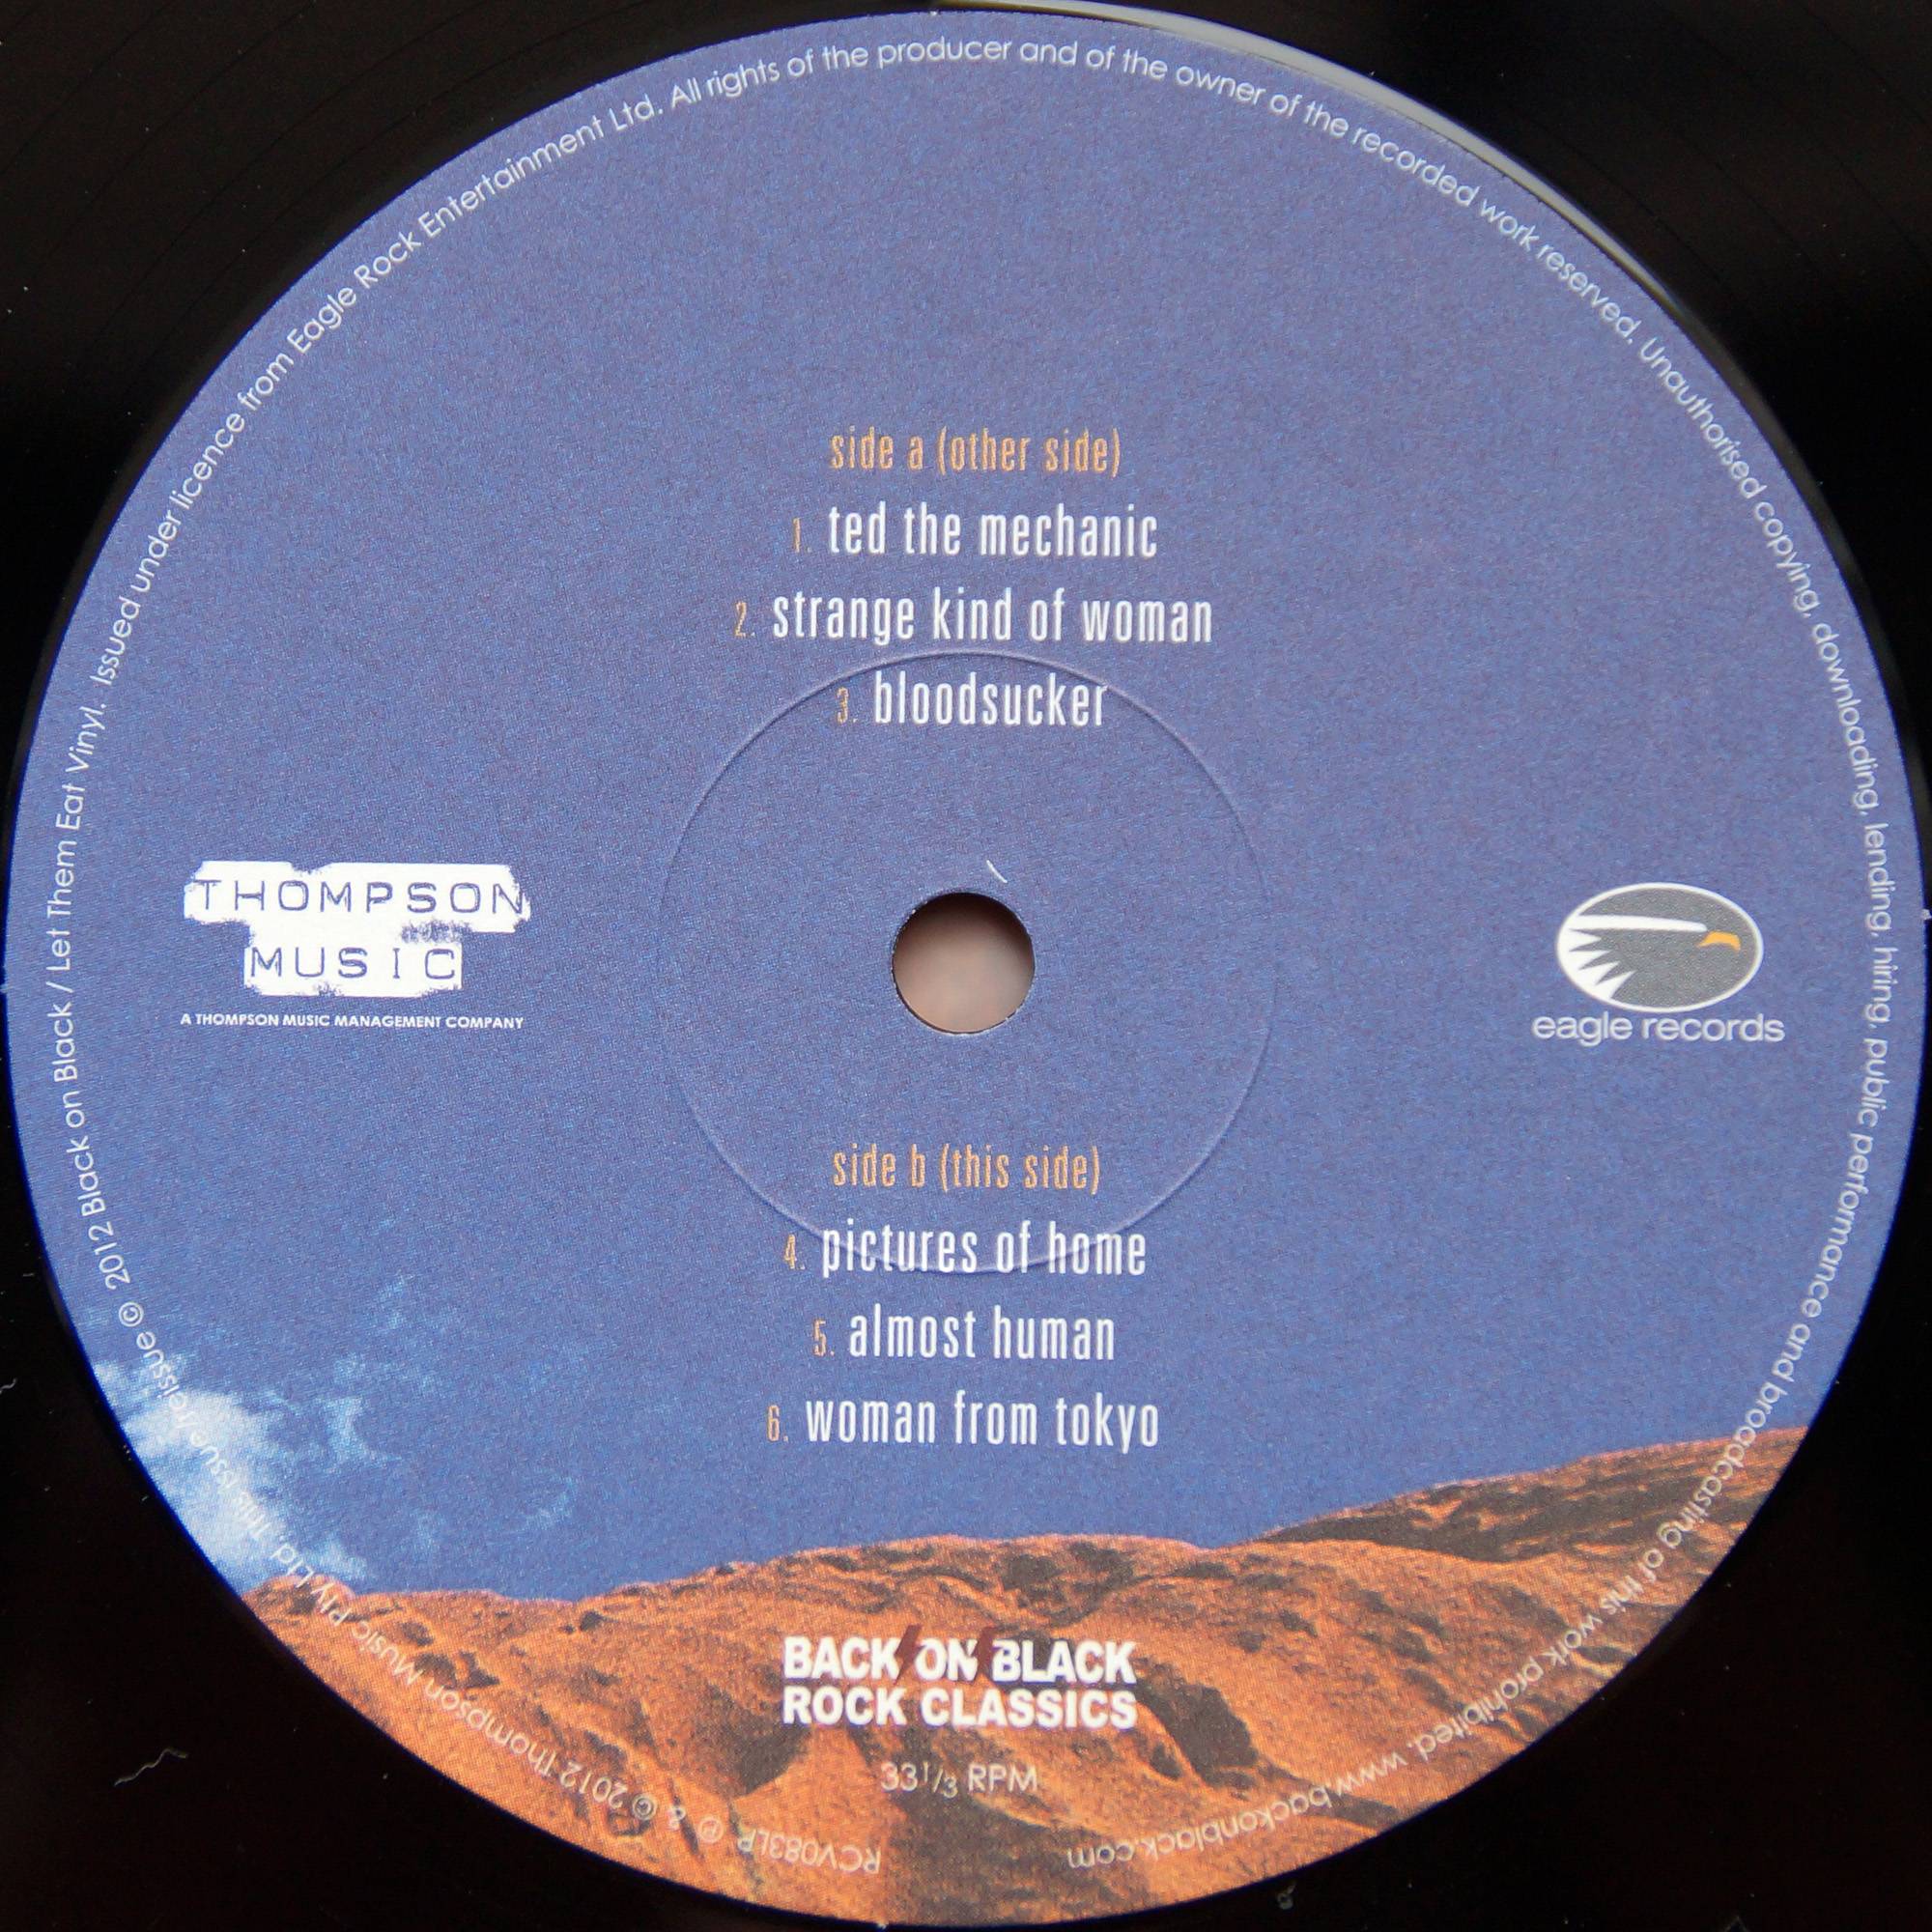 side a (other side)
1. ted the mechanic
2. strange kind of woman
3. bloodsucker
THOMPSON
MUSIC
A THOMPSON MUSIC MANAGEMENT COMPANY
eagle records
side b (this side)
4. pictures of home
5. almost human
6. woman from tokyo
BACK ON BLACK
ROCK CLASSICS
33 1/3 RPM
RCV083LP ℗ & © 2012 Thompson Music Pty Ltd. This issue/reissue © 2012 Black on Black / Let Them Eat Vinyl. Issued under licence from Eagle Rock Entertainment Ltd. All rights of the producer and of the owner of the recorded work reserved. Unauthorised copying, downloading, lending, hiring, public performance and broadcasting of this work prohibited. www.backonblack.com